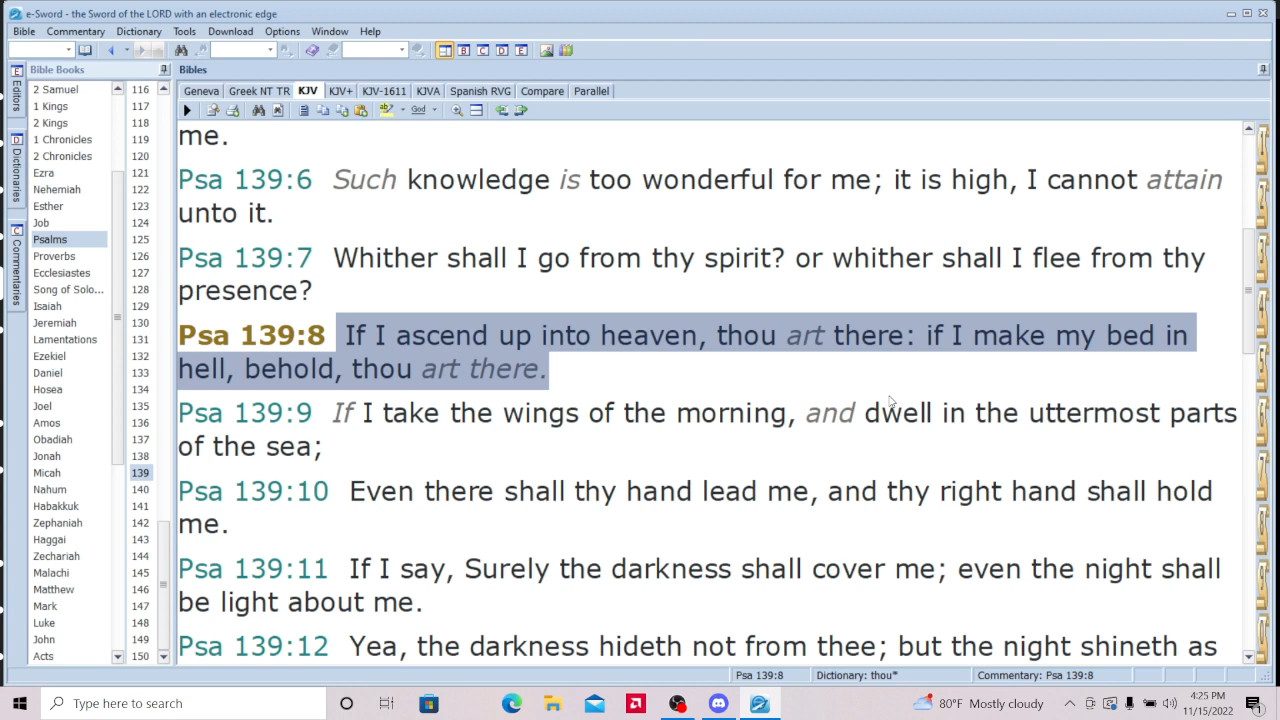 e-Sword - the Sword of the LORD with an electronic edge
Bible Commentary Dictionary Tools Download Options Window Help
B C D E
Bible Books
Bibles
E Editors
D Dictionaries
C Commentaries
2 Samuel
1 Kings
2 Kings
1 Chronicles
2 Chronicles
Ezra
Nehemiah
Esther
Job
Psalms
Proverbs
Ecclesiastes
Song of Solo...
Isaiah
Jeremiah
Lamentations
Ezekiel
Daniel
Hosea
Joel
Amos
Obadiah
Jonah
Micah
Nahum
Habakkuk
Zephaniah
Haggai
Zechariah
Malachi
Matthew
Mark
Luke
John
Acts
116
117
118
119
120
121
122
123
124
125
126
127
128
129
130
131
132
133
134
135
136
137
138
139
140
141
142
143
144
145
146
147
148
149
150
Geneva Greek NT TR KJV KJV+ KJV-1611 KJVA Spanish RVG Compare Parallel
God
me.
Psa 139:6 Such knowledge is too wonderful for me; it is high, I cannot attain
unto it.
Psa 139:7 Whither shall I go from thy spirit? or whither shall I flee from thy
presence?
Psa 139:8 If I ascend up into heaven, thou art there: if I make my bed in
hell, behold, thou art there.
Psa 139:9 If I take the wings of the morning, and dwell in the uttermost parts
of the sea;
Psa 139:10 Even there shall thy hand lead me, and thy right hand shall hold
me.
Psa 139:11 If I say, Surely the darkness shall cover me; even the night shall
be light about me.
Psa 139:12 Yea, the darkness hideth not from thee; but the night shineth as
Psa 139:8 Dictionary: thou* Commentary: Psa 139:8
Type here to search
80°F Mostly cloudy
4:25 PM
11/15/2022
1